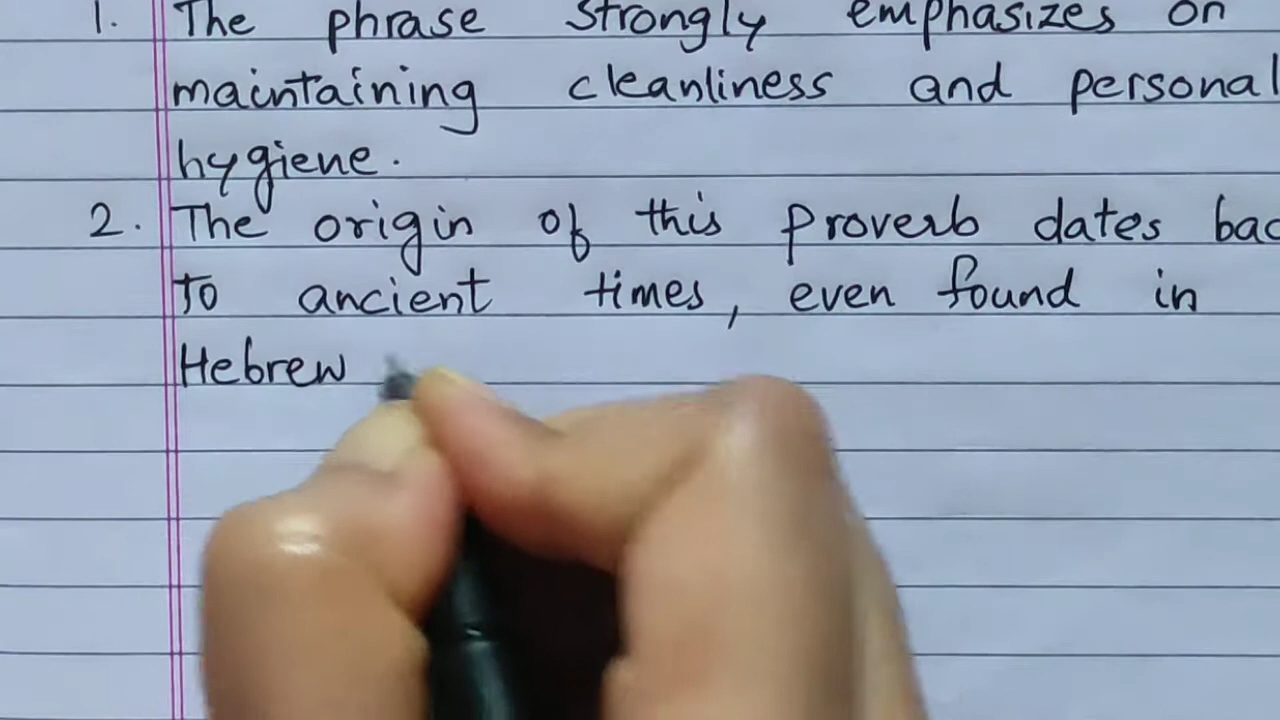 1. The phrase strongly emphasizes on
maintaining cleanliness and personal
hygiene.
2. The origin of this proverb dates bac
to ancient times, even found in
Hebrew